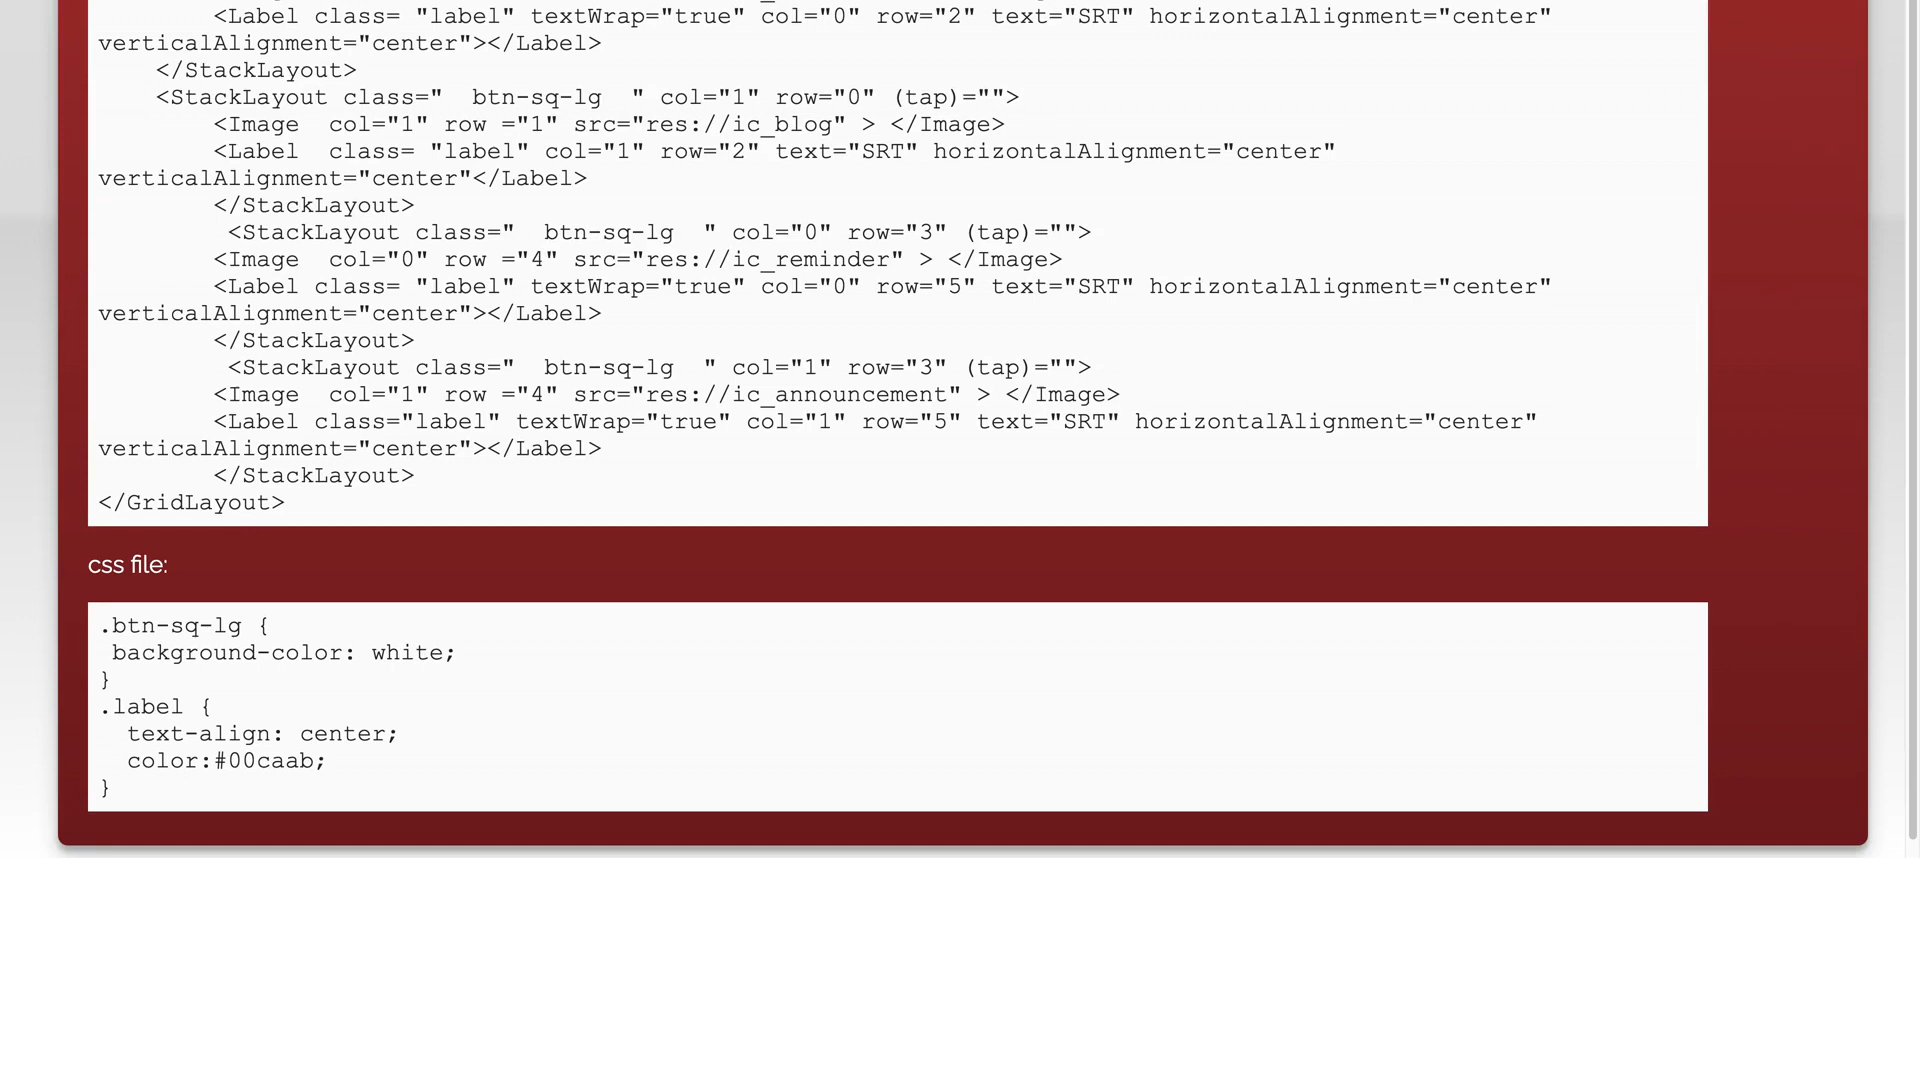 <Label class= "label" textWrap="true" col="0" row="2" text="SRT" horizontalAlignment="center"
verticalAlignment="center"></Label>
</StackLayout>
<StackLayout class="  btn-sq-lg  " col="1" row="0" (tap)="">
<Image  col="1" row ="1" src="res://ic_blog" > </Image>
<Label  class= "label" col="1" row="2" text="SRT" horizontalAlignment="center"
verticalAlignment="center"</Label>
</StackLayout>
<StackLayout class="  btn-sq-lg  " col="0" row="3" (tap)="">
<Image  col="0" row ="4" src="res://ic_reminder" > </Image>
<Label class= "label" textWrap="true" col="0" row="5" text="SRT" horizontalAlignment="center"
verticalAlignment="center"></Label>
</StackLayout>
<StackLayout class="  btn-sq-lg  " col="1" row="3" (tap)="">
<Image  col="1" row ="4" src="res://ic_announcement" > </Image>
<Label class="label" textWrap="true" col="1" row="5" text="SRT" horizontalAlignment="center"
verticalAlignment="center"></Label>
</StackLayout>
</GridLayout>
css file:
.btn-sq-lg {
background-color: white;
}
.label {
text-align: center;
color:#00caab;
}